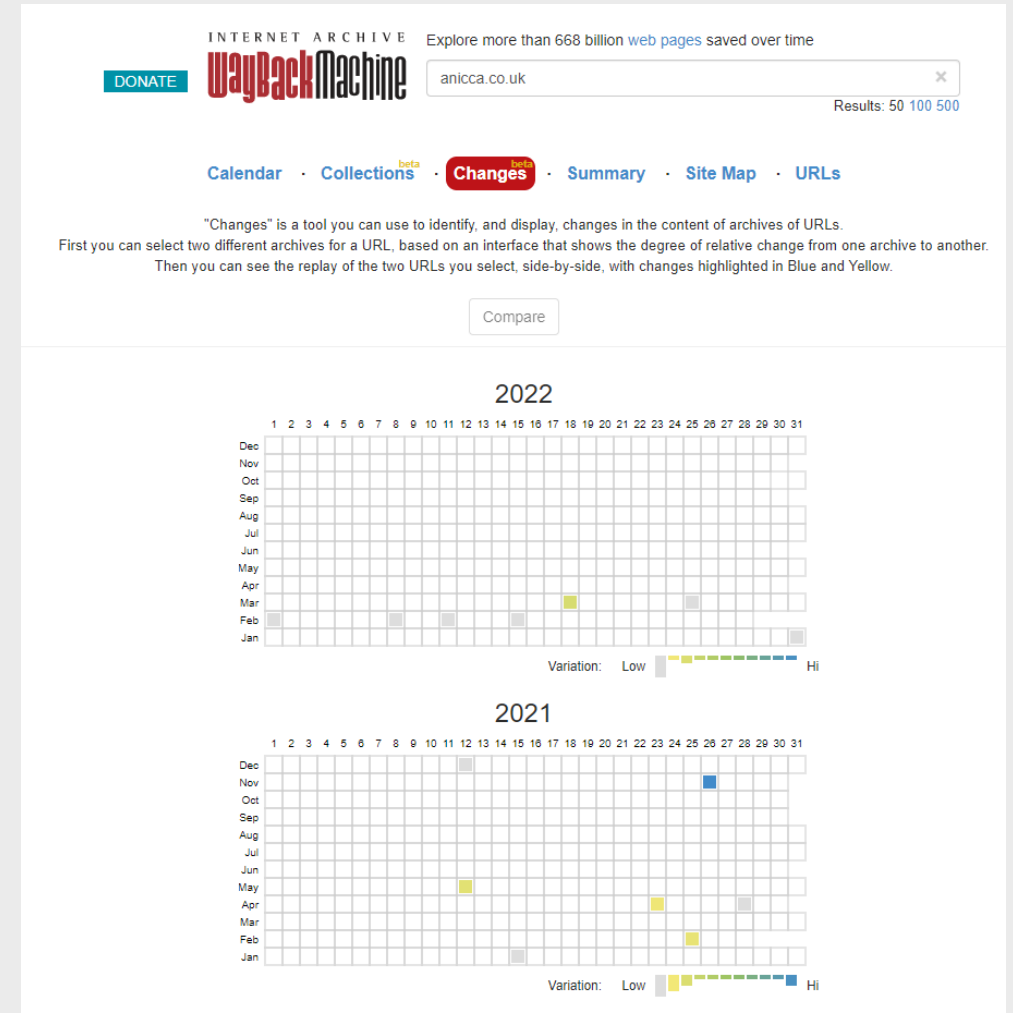 INTERNET ARCHIVE
WayBackMachine
DONATE
Explore more than 668 billion web pages saved over time
anicca.co.uk ×
Results: 50 100 500
Calendar · Collections beta · Changes beta · Summary · Site Map · URLs
"Changes" is a tool you can use to identify, and display, changes in the content of archives of URLs.
First you can select two different archives for a URL, based on an interface that shows the degree of relative change from one archive to another.
Then you can see the replay of the two URLs you select, side-by-side, with changes highlighted in Blue and Yellow.
Compare
2022
1 2 3 4 5 6 7 8 9 10 11 12 13 14 15 16 17 18 19 20 21 22 23 24 25 26 27 28 29 30 31
Dec
Nov
Oct
Sep
Aug
Jul
Jun
May
Apr
Mar
Feb
Jan
Variation: Low Hi
2021
1 2 3 4 5 6 7 8 9 10 11 12 13 14 15 16 17 18 19 20 21 22 23 24 25 26 27 28 29 30 31
Dec
Nov
Oct
Sep
Aug
Jul
Jun
May
Apr
Mar
Feb
Jan
Variation: Low Hi